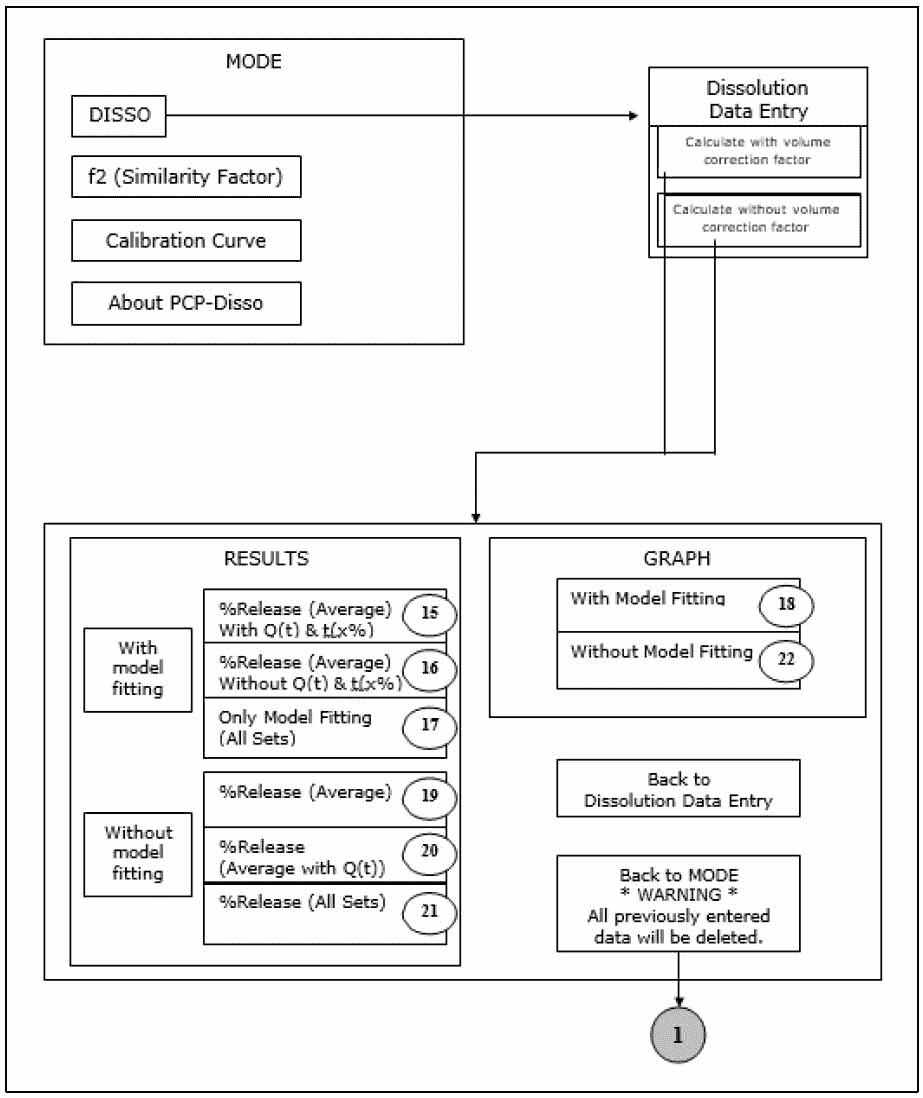 MODE
DISSO
f2 (Similarity Factor)
Calibration Curve
About PCP-Disso
Dissolution
Data Entry
Calculate with volume
correction factor
Calculate without volume
correction factor
RESULTS
With
model
fitting
%Release (Average)
With Q(t) & t(x%)
15
%Release (Average)
Without Q(t) & t(x%)
16
Only Model Fitting
(All Sets)
17
Without
model
fitting
%Release (Average)
19
%Release
(Average with Q(t))
20
%Release (All Sets)
21
GRAPH
With Model Fitting
18
Without Model Fitting
22
Back to
Dissolution Data Entry
Back to MODE
* WARNING *
All previously entered
data will be deleted.
1